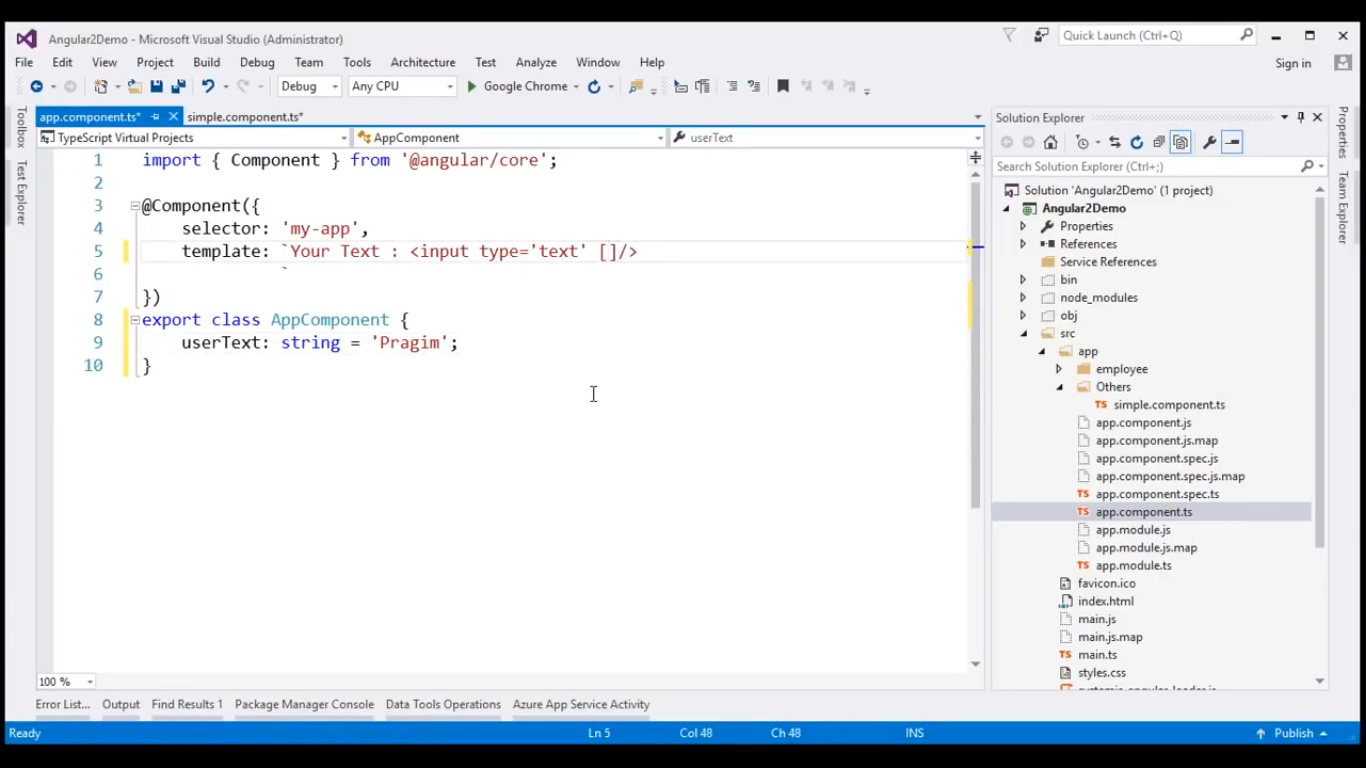 Angular2Demo - Microsoft Visual Studio (Administrator)
Quick Launch (Ctrl+Q)
File Edit View Project Build Debug Team Tools Architecture Test Analyze Window Help
Sign in
Debug Any CPU Google Chrome
Toolbox
Test Explorer
app.component.ts* simple.component.ts*
TypeScript Virtual Projects AppComponent userText
1 import { Component } from '@angular/core';
2
3 @Component({
4 selector: 'my-app',
5 template: `Your Text : <input type='text' []/>
6 `
7 })
8 export class AppComponent {
9 userText: string = 'Pragim';
10 }
100 %
Solution Explorer
Search Solution Explorer (Ctrl+;)
Solution 'Angular2Demo' (1 project)
Angular2Demo
Properties
References
Service References
bin
node_modules
obj
src
app
employee
Others
TS simple.component.ts
app.component.js
app.component.js.map
app.component.spec.js
app.component.spec.js.map
TS app.component.spec.ts
TS app.component.ts
app.module.js
app.module.js.map
TS app.module.ts
favicon.ico
index.html
main.js
main.js.map
TS main.ts
styles.css
Properties
Team Explorer
Error List... Output Find Results 1 Package Manager Console Data Tools Operations Azure App Service Activity
Ready Ln 5 Col 48 Ch 48 INS Publish